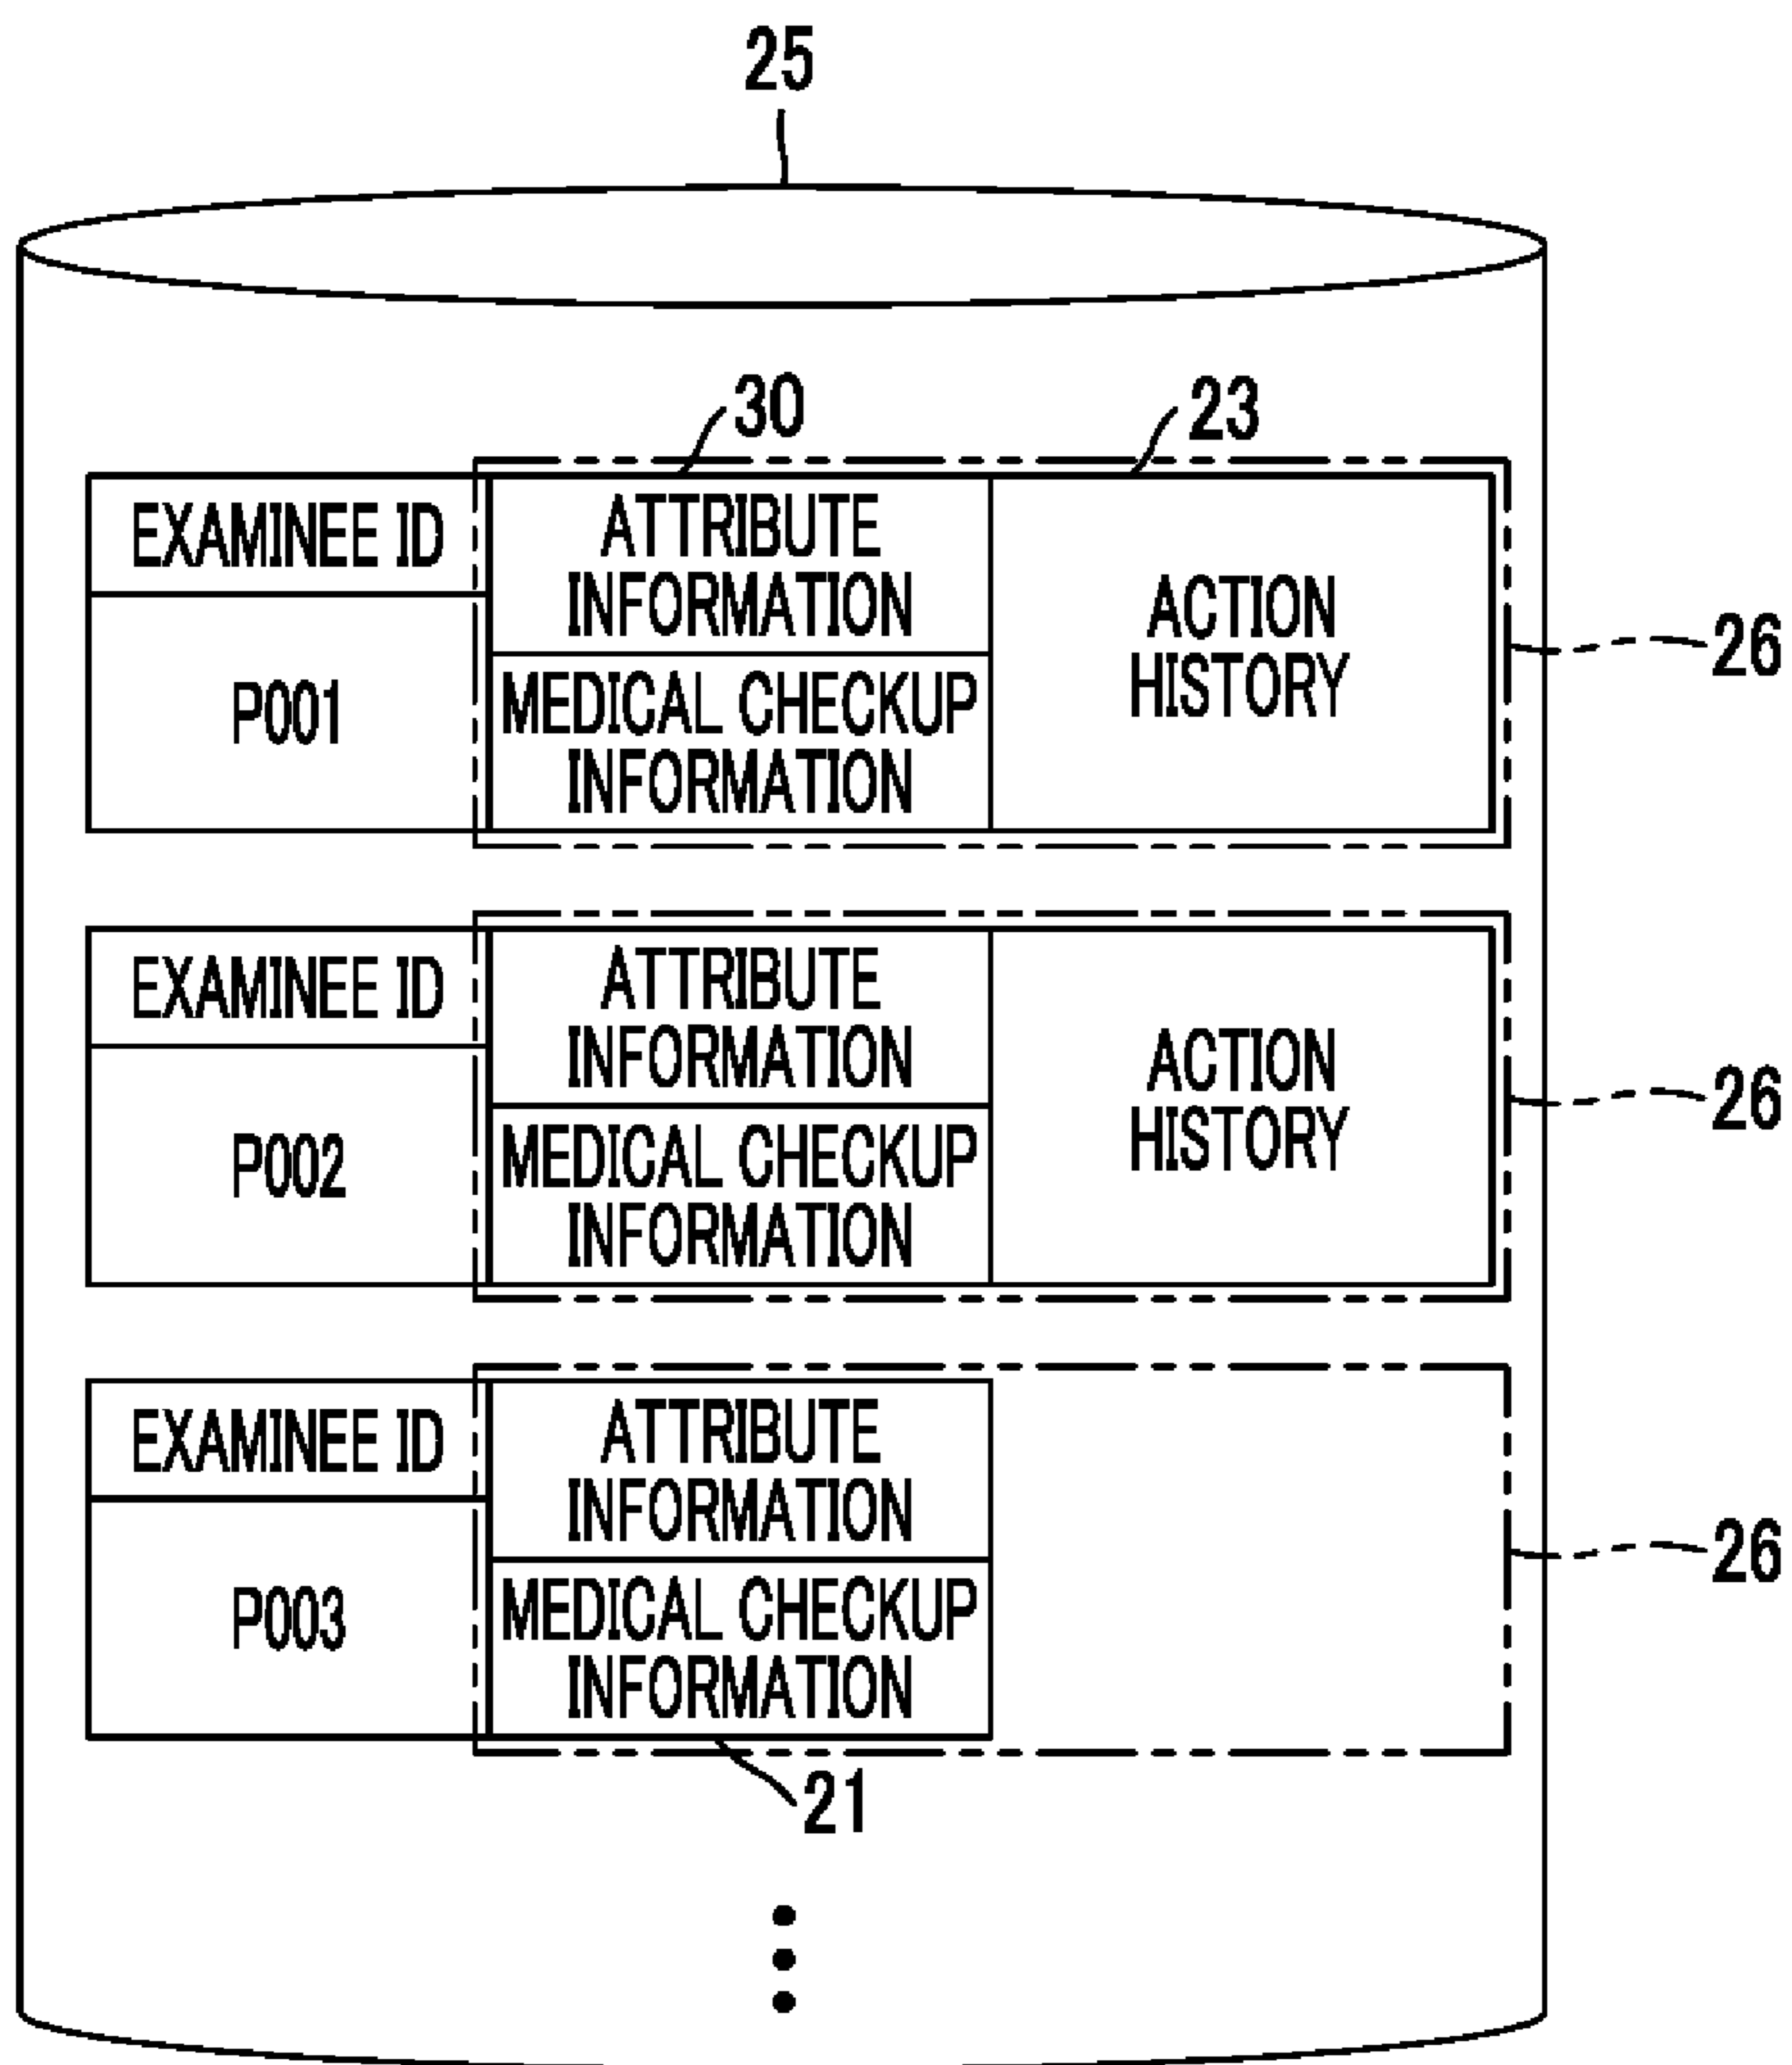 25
30
23
EXAMINEE ID
P001
ATTRIBUTE
INFORMATION
MEDICAL CHECKUP
INFORMATION
ACTION
HISTORY
26
EXAMINEE ID
P002
ATTRIBUTE
INFORMATION
MEDICAL CHECKUP
INFORMATION
ACTION
HISTORY
26
EXAMINEE ID
P003
ATTRIBUTE
INFORMATION
MEDICAL CHECKUP
INFORMATION
26
21